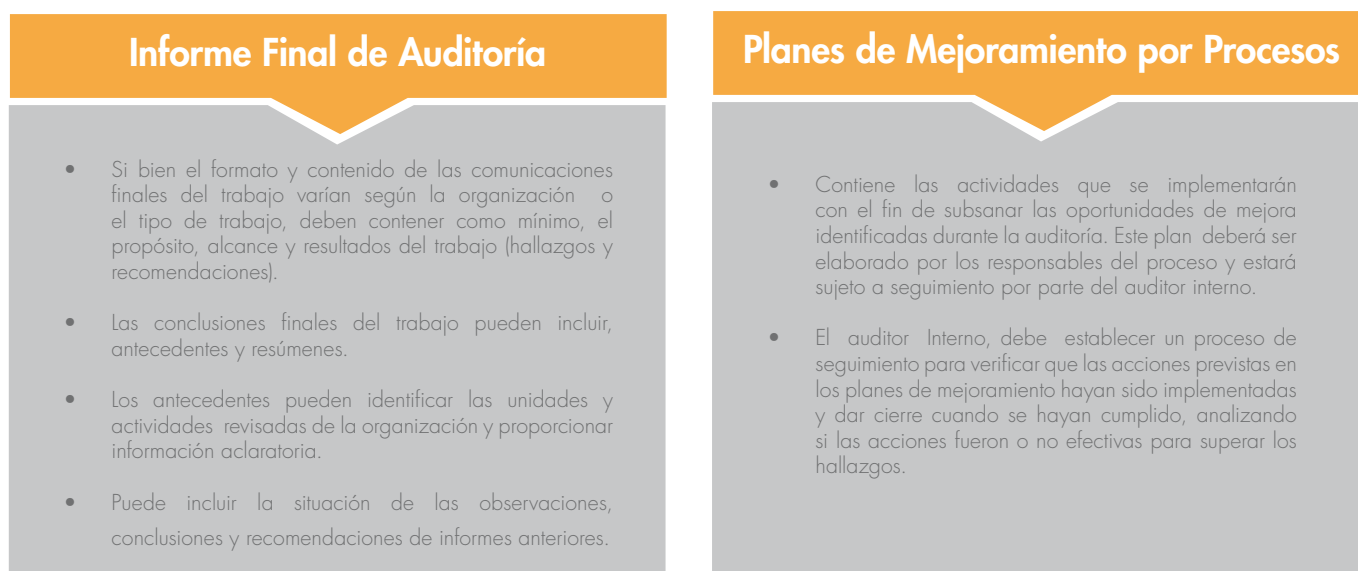 Informe Final de Auditoría
• Si bien el formato y contenido de las comunicaciones
finales del trabajo varían según la organización o
el tipo de trabajo, deben contener como mínimo, el
propósito, alcance y resultados del trabajo (hallazgos y
recomendaciones).
• Las conclusiones finales del trabajo pueden incluir,
antecedentes y resúmenes.
• Los antecedentes pueden identificar las unidades y
actividades revisadas de la organización y proporcionar
información aclaratoria.
• Puede incluir la situación de las observaciones,
conclusiones y recomendaciones de informes anteriores.
Planes de Mejoramiento por Procesos
• Contiene las actividades que se implementarán
con el fin de subsanar las oportunidades de mejora
identificadas durante la auditoría. Este plan deberá ser
elaborado por los responsables del proceso y estará
sujeto a seguimiento por parte del auditor interno.
• El auditor Interno, debe establecer un proceso de
seguimiento para verificar que las acciones previstas en
los planes de mejoramiento hayan sido implementadas
y dar cierre cuando se hayan cumplido, analizando
si las acciones fueron o no efectivas para superar los
hallazgos.